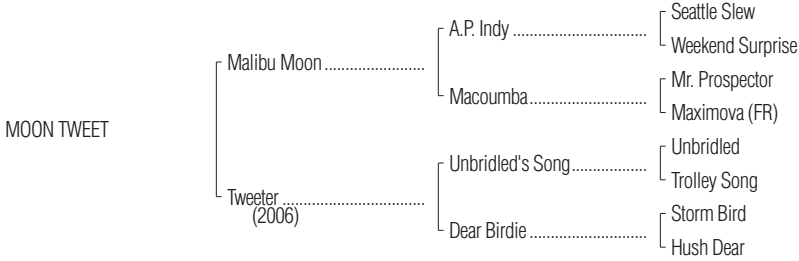 Seattle Slew
A.P. Indy ................................
Weekend Surprise
Malibu Moon ........................
Mr. Prospector
Macoumba............................
Maximova (FR)
MOON TWEET
Unbridled
Unbridled's Song..................
Trolley Song
Tweeter ..................................
(2006)
Storm Bird
Dear Birdie ............................
Hush Dear